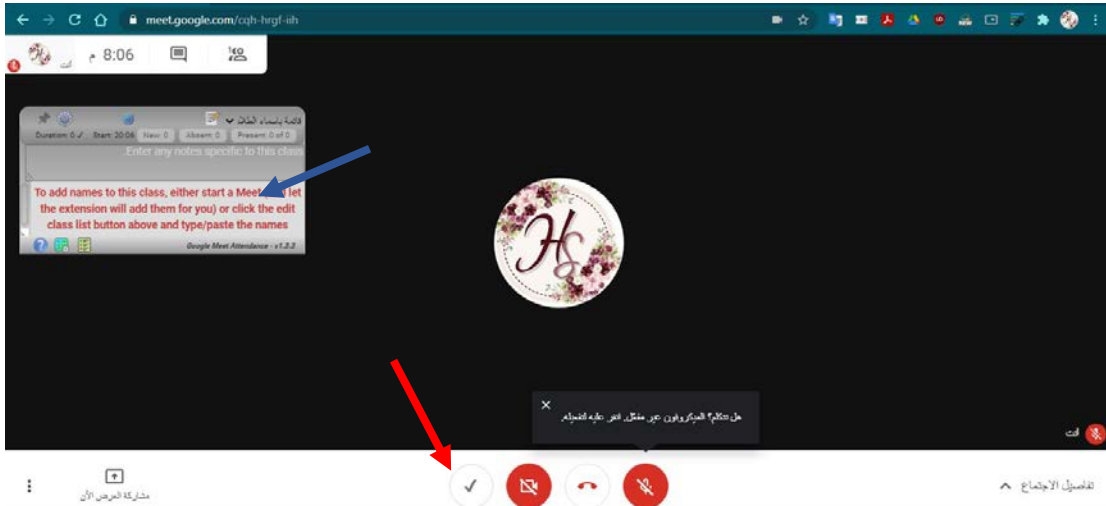 meet.google.com/cqh-hrgf-iih
8:06 م
أنت
قائمة بأسماء الطلاب
Duration: 0 ✓ Start: 20:06 New: 0 Absent: 0 Present: 0 of 0
Enter any notes specific to this class.
To add names to this class, either start a Meet let
the extension will add them for you) or click the edit
class list button above and type/paste the names
Google Meet Attendance - v1.3.3
هل تتكلم؟ الميكروفون غير مفعّل. انقر عليه لتفعيله.
أنت
مشاركة العرض الآن
تفاصيل الاجتماع